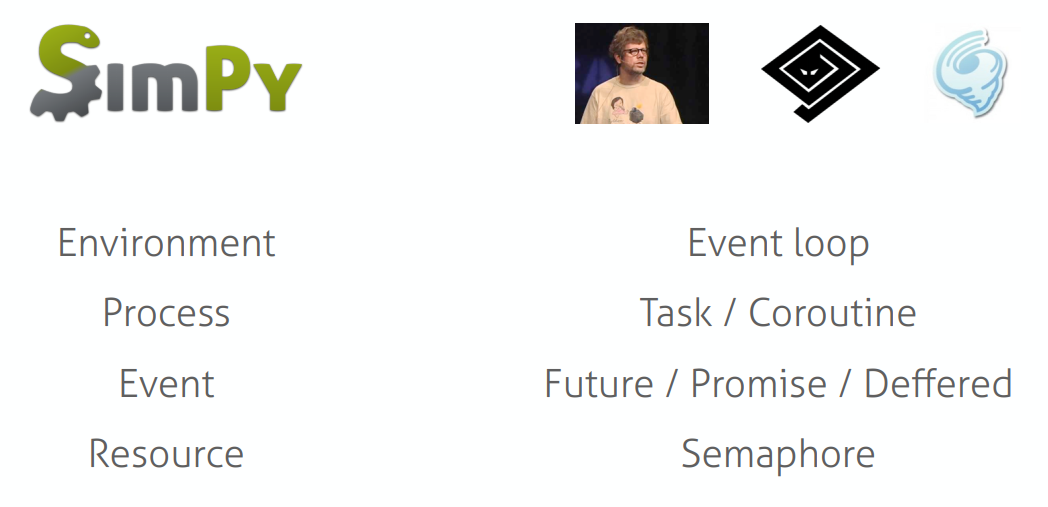 SimPy
Environment
Event loop
Process
Task / Coroutine
Event
Future / Promise / Deffered
Resource
Semaphore